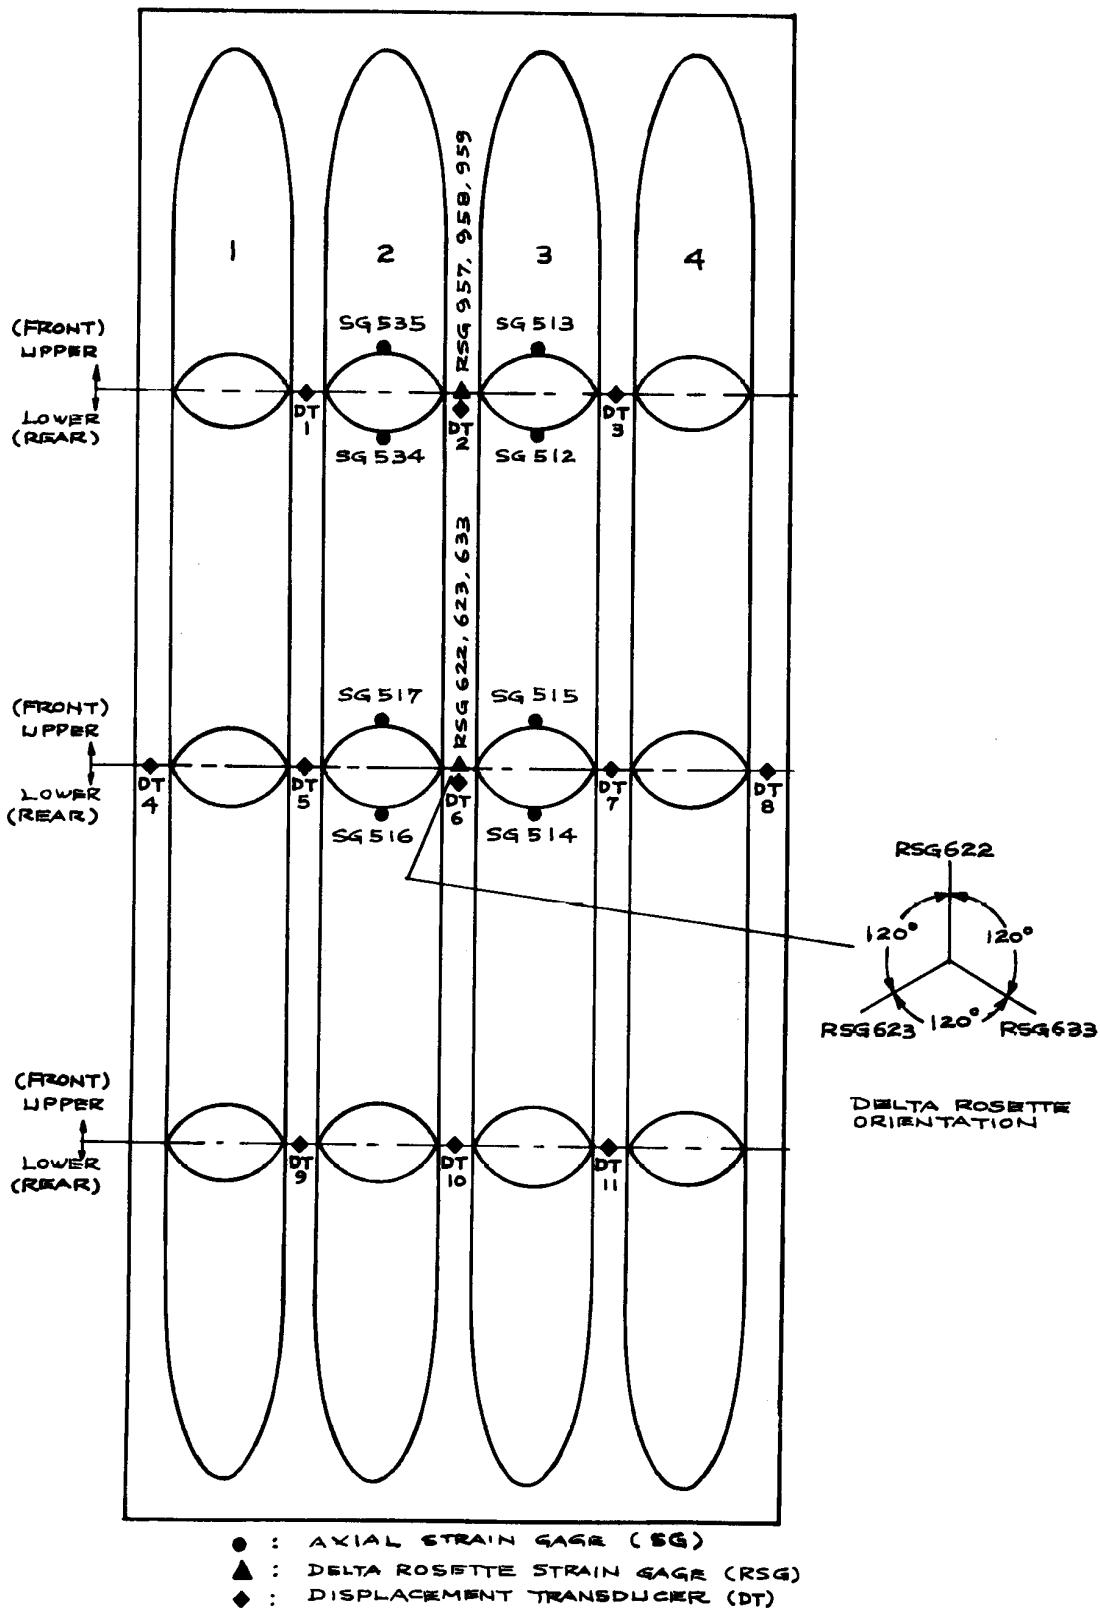 RSG 957, 958, 959
1
2
3
4
SG 535
SG 513
(FRONT)
UPPER
LOWER
(REAR)
DT
1
DT
2
DT
3
SG 534
SG 512
RSG 622, 623, 633
SG 517
SG 515
(FRONT)
UPPER
LOWER
(REAR)
DT
4
DT
5
DT
6
DT
7
DT
8
SG 516
SG 514
RSG622
120°
120°
RSG623
120°
RSG633
DELTA ROSETTE
ORIENTATION
(FRONT)
UPPER
LOWER
(REAR)
DT
9
DT
10
DT
11
: AXIAL STRAIN GAGE (SG)
: DELTA ROSETTE STRAIN GAGE (RSG)
: DISPLACEMENT TRANSDUCER (DT)